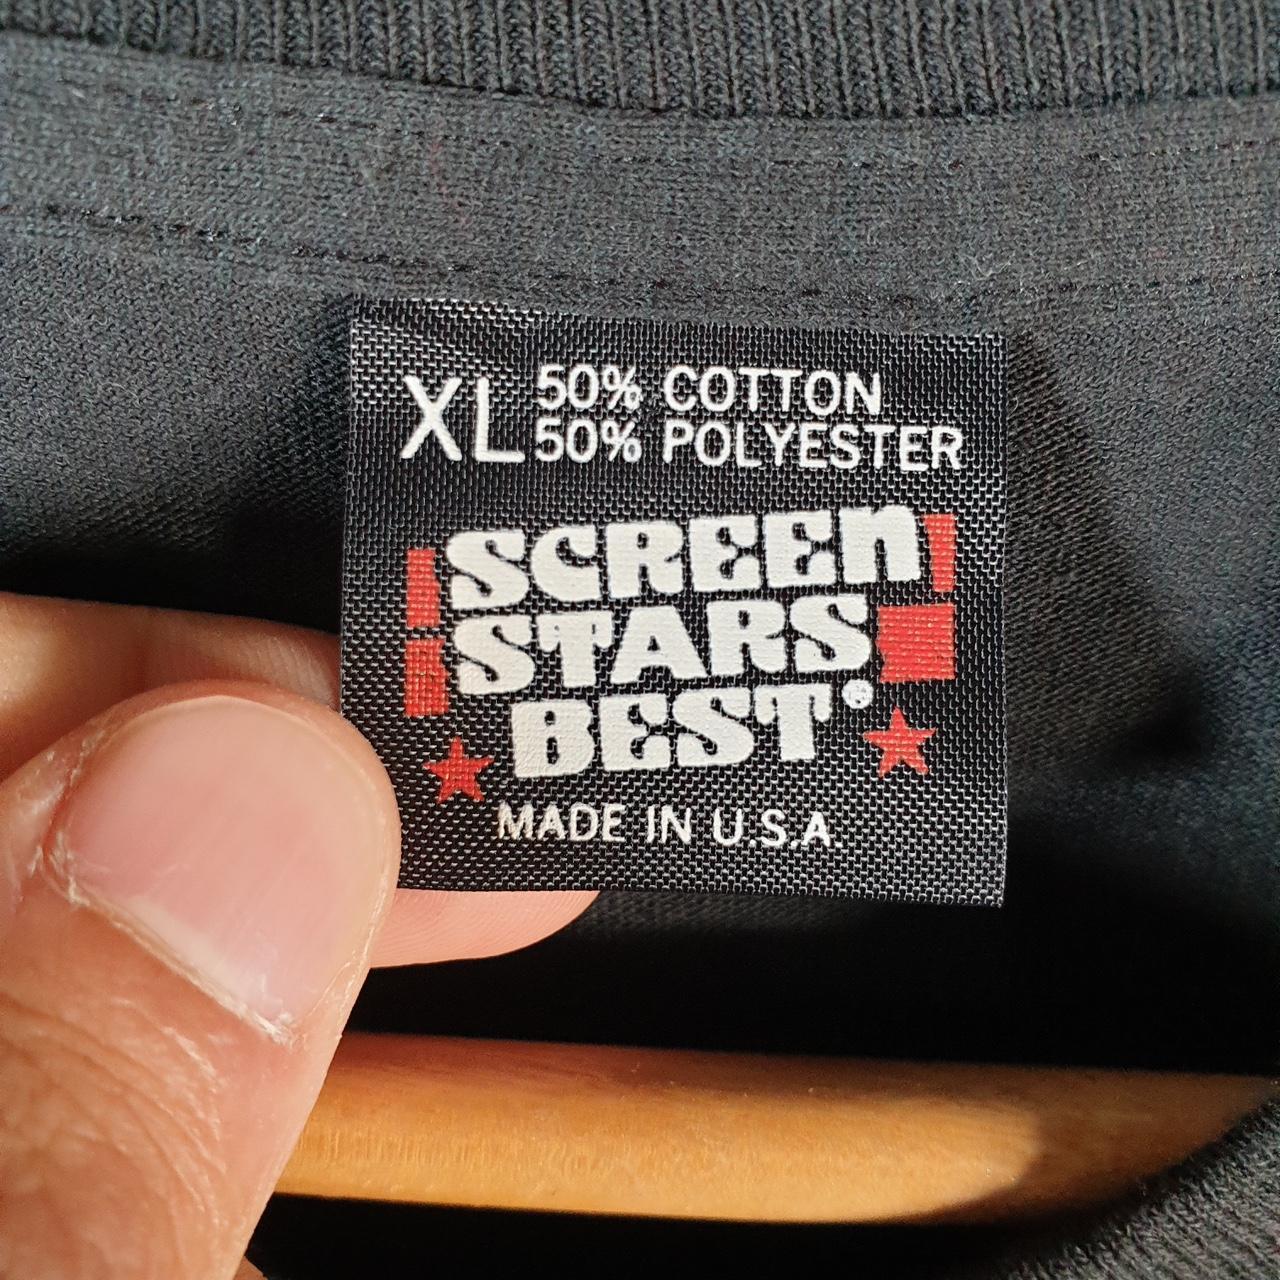 XL 50% COTTON
50% POLYESTER
SCREEn
STARS
BEST®
MADE IN U.S.A.